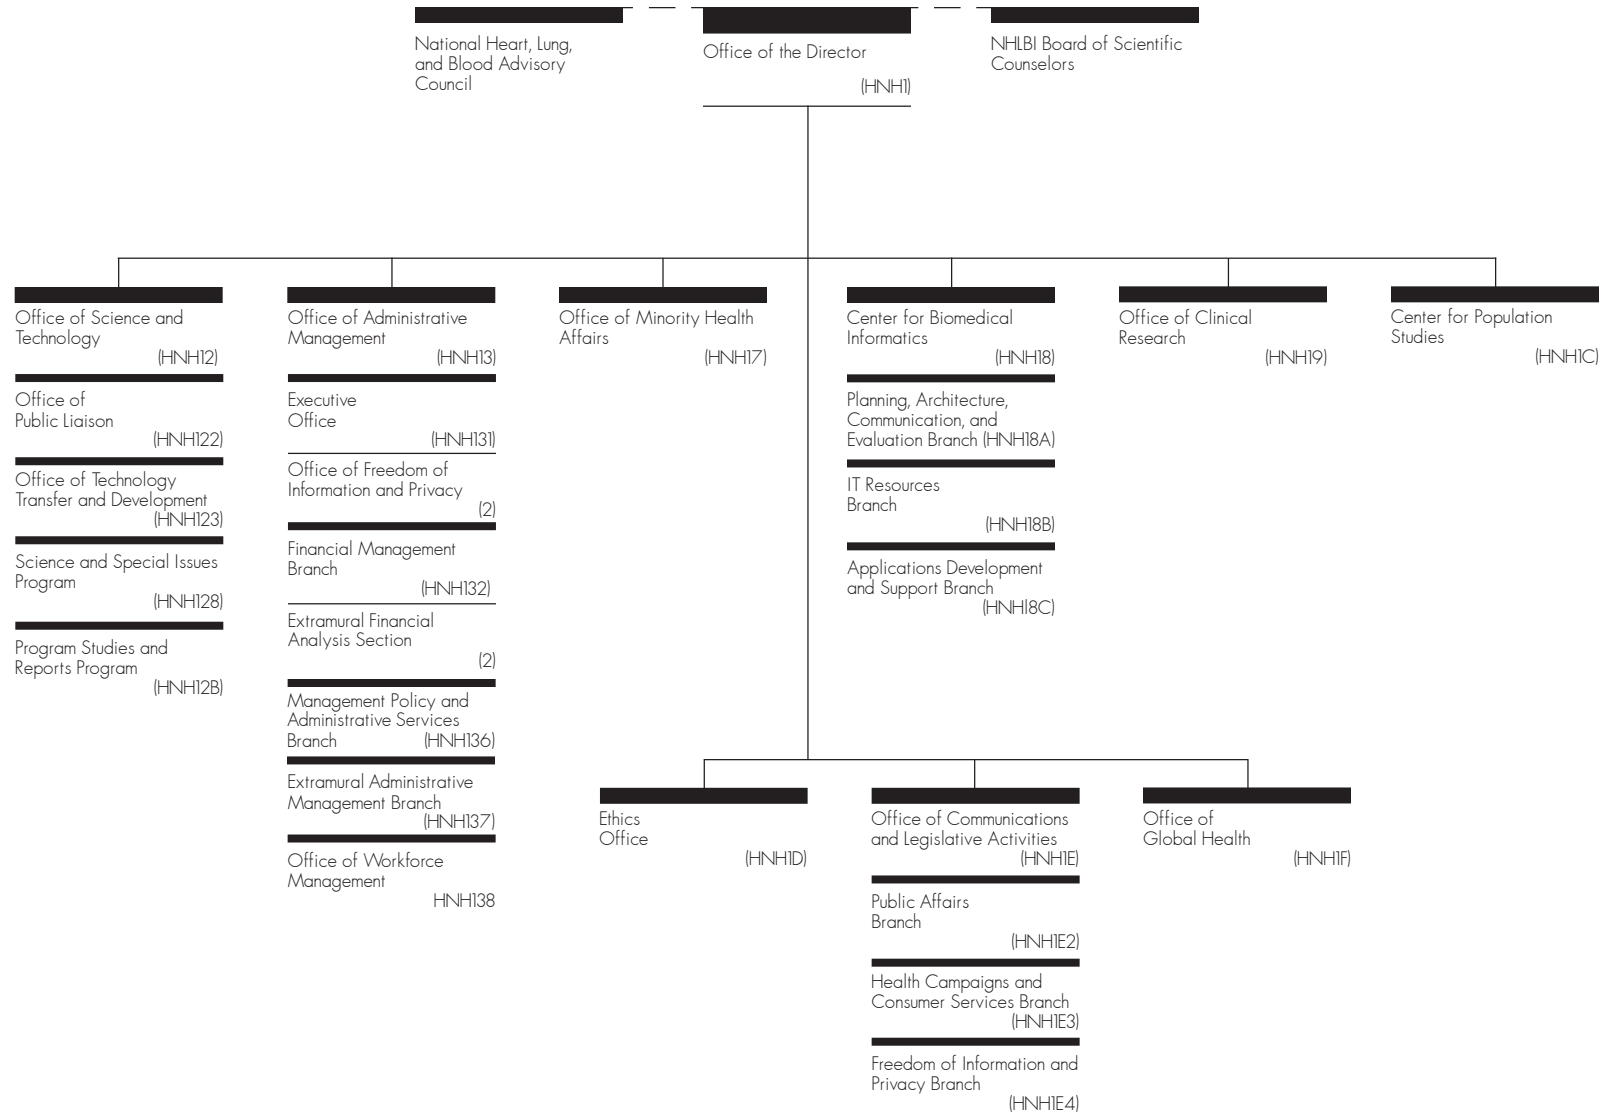 National Heart, Lung,
and Blood Advisory
Council
Office of the Director
(HNH1)
NHLBI Board of Scientific
Counselors
Office of Science and
Technology
(HNH12)
Office of
Public Liaison
(HNH122)
Office of Technology
Transfer and Development
(HNH123)
Science and Special Issues
Program
(HNH128)
Program Studies and
Reports Program
(HNH12B)
Office of Administrative
Management
(HNH13)
Executive
Office
(HNH131)
Office of Freedom of
Information and Privacy
(2)
Financial Management
Branch
(HNH132)
Extramural Financial
Analysis Section
(2)
Management Policy and
Administrative Services
Branch (HNH136)
Extramural Administrative
Management Branch
(HNH137)
Office of Workforce
Management
HNH138
Office of Minority Health
Affairs
(HNH17)
Center for Biomedical
Informatics
(HNH18)
Planning, Architecture,
Communication, and
Evaluation Branch (HNH18A)
IT Resources
Branch
(HNH18B)
Applications Development
and Support Branch
(HNHl8C)
Office of Clinical
Research
(HNH19)
Center for Population
Studies
(HNH1C)
Ethics
Office
(HNH1D)
Office of Communications
and Legislative Activities
(HNH1E)
Public Affairs
Branch
(HNH1E2)
Health Campaigns and
Consumer Services Branch
(HNH1E3)
Freedom of Information and
Privacy Branch
(HNH1E4)
Office of
Global Health
(HNH1F)